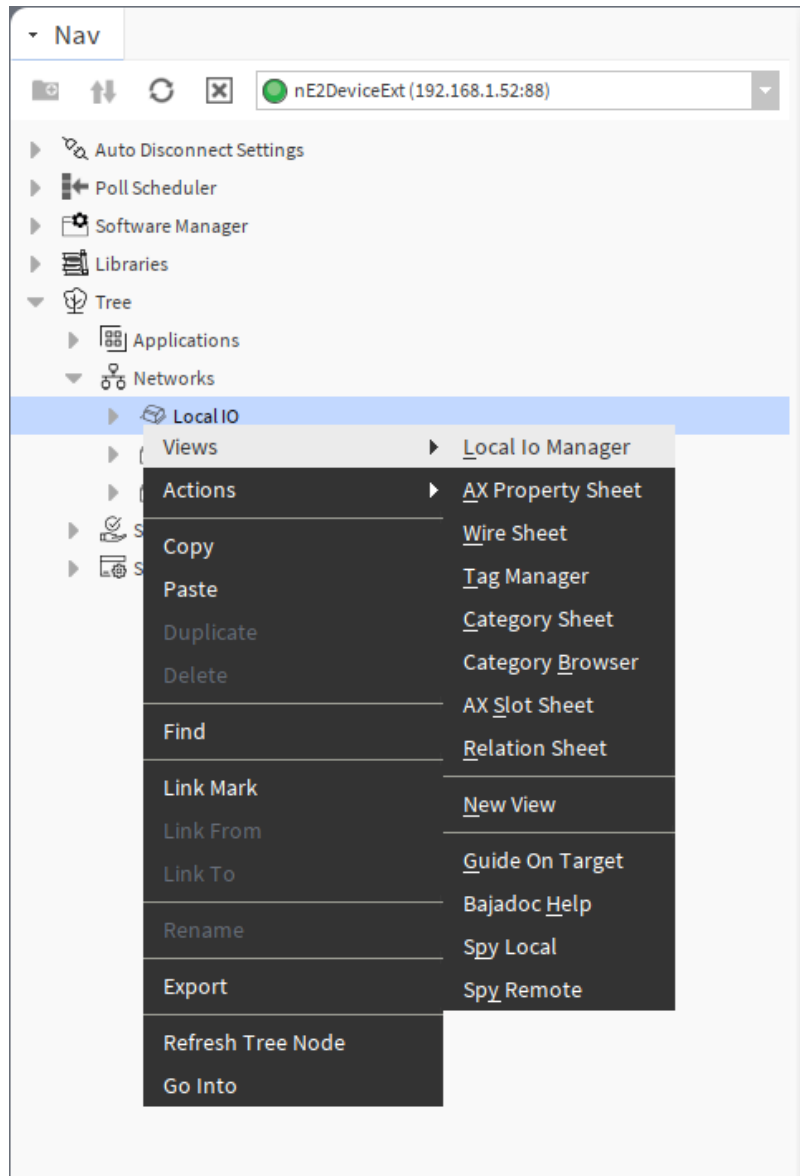 Nav
nE2DeviceExt (192.168.1.52:88)
Auto Disconnect Settings
Poll Scheduler
Software Manager
Libraries
Tree
Applications
Networks
Local IO
S
S
Views
Actions
Copy
Paste
Duplicate
Delete
Find
Link Mark
Link From
Link To
Rename
Export
Refresh Tree Node
Go Into
Local Io Manager
AX Property Sheet
Wire Sheet
Tag Manager
Category Sheet
Category Browser
AX Slot Sheet
Relation Sheet
New View
Guide On Target
Bajadoc Help
Spy Local
Spy Remote